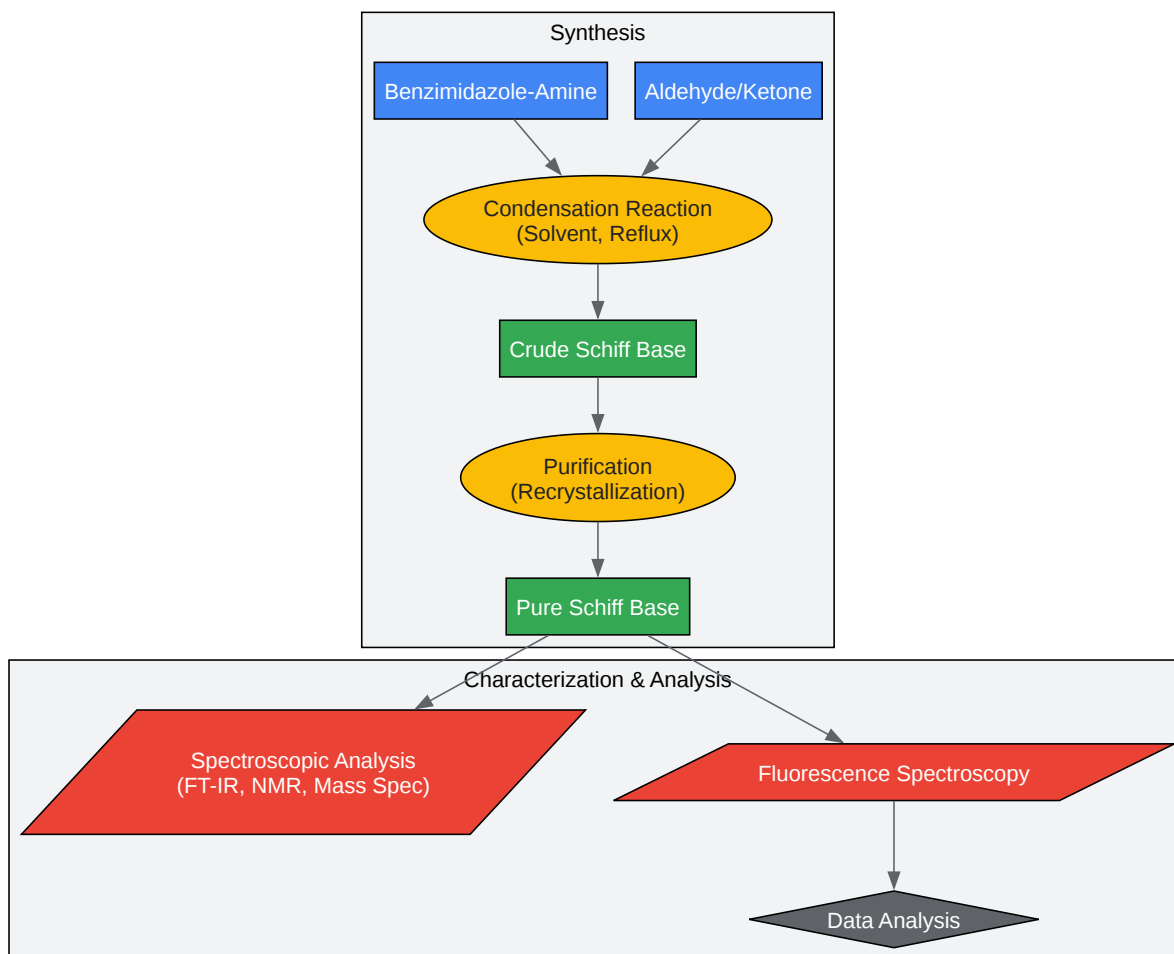 Synthesis
Benzimidazole-Amine
Aldehyde/Ketone
Condensation Reaction
(Solvent, Reflux)
Crude Schiff Base
Purification
(Recrystallization)
Pure Schiff Base
Characterization & Analysis
Spectroscopic Analysis
(FT-IR, NMR, Mass Spec)
Fluorescence Spectroscopy
Data Analysis